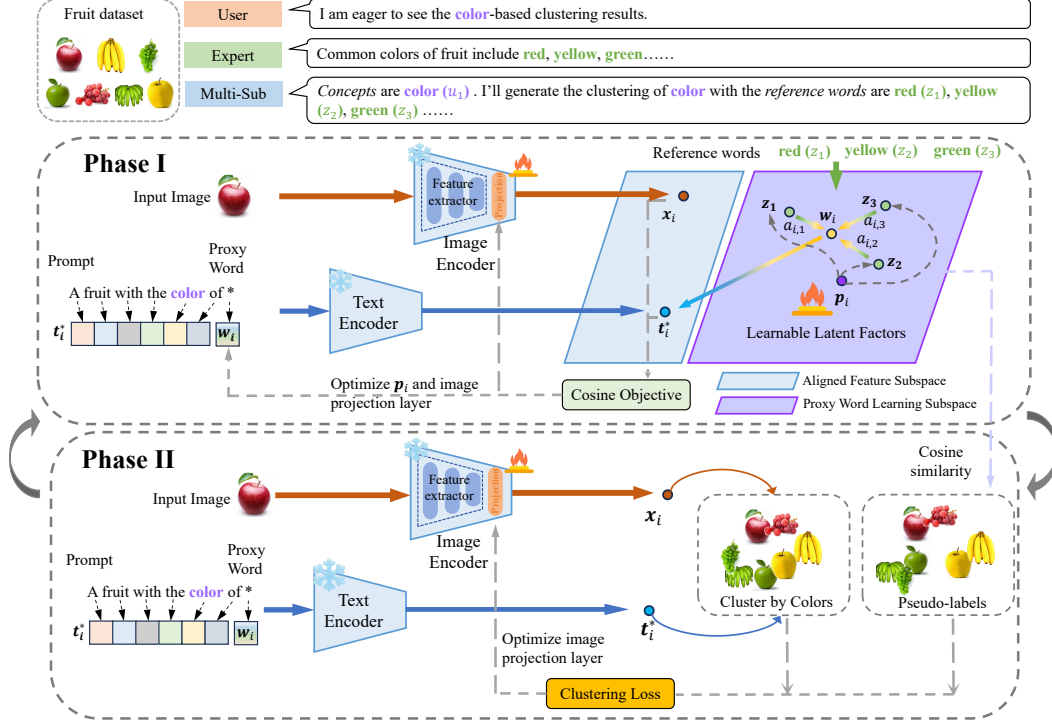 Fruit dataset
User
I am eager to see the color-based clustering results.
Expert
Common colors of fruit include red, yellow, green……
Multi-Sub
Concepts are color (u₁) . I'll generate the clustering of color with the reference words are red (z₁), yellow
(z₂), green (z₃) ……
Phase I
Reference words
red (z₁)
yellow (z₂)
green (z₃)
Input Image
Feature
extractor
Projection
Image
Encoder
xᵢ
z₁
wᵢ
z₃
aᵢ,₁
aᵢ,₃
aᵢ,₂
z₂
pᵢ
Learnable Latent Factors
Prompt
Proxy
Word
A fruit with the color of *
tᵢ*
wᵢ
Text
Encoder
tᵢ*
Optimize pᵢ and image
projection layer
Cosine Objective
Aligned Feature Subspace
Proxy Word Learning Subspace
Phase II
Input Image
Feature
extractor
Projection
Image
Encoder
xᵢ
Cosine
similarity
Prompt
Proxy
Word
A fruit with the color of *
tᵢ*
wᵢ
Text
Encoder
tᵢ*
Cluster by Colors
Pseudo-labels
Optimize image
projection layer
Clustering Loss